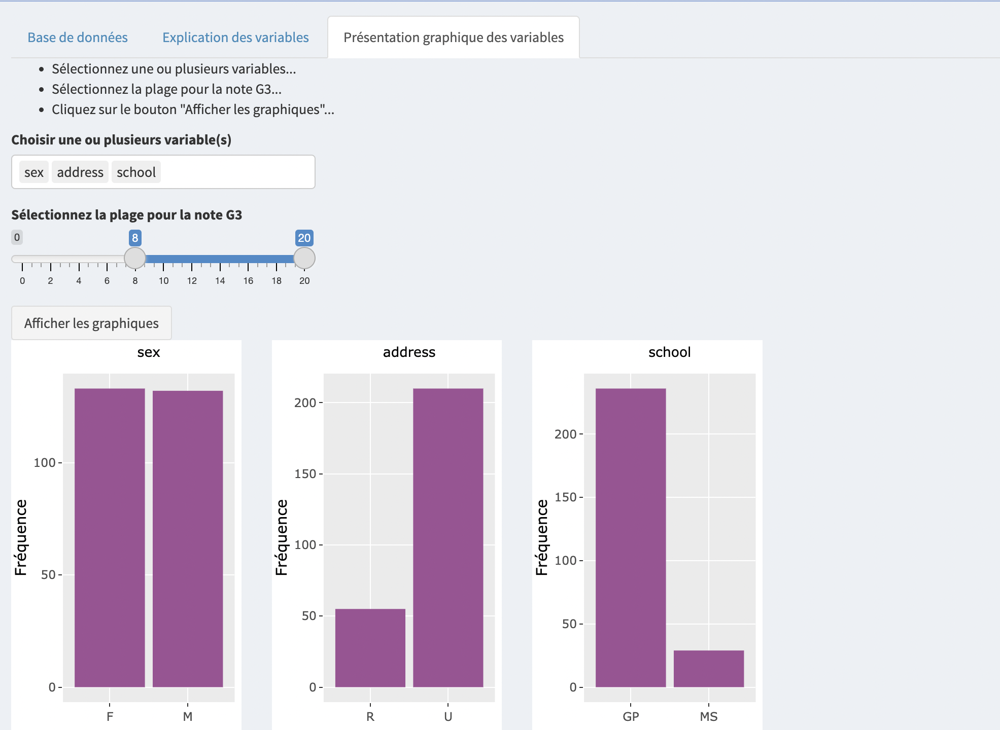 Base de données Explication des variables Présentation graphique des variables
Sélectionnez une ou plusieurs variables...
Sélectionnez la plage pour la note G3...
Cliquez sur le bouton "Afficher les graphiques"...
Choisir une ou plusieurs variable(s)
sex address school
Sélectionnez la plage pour la note G3
0 8 20
0 2 4 6 8 10 12 14 16 18 20
Afficher les graphiques
sex
Fréquence
100
50
0
F M
address
Fréquence
200
150
100
50
0
R U
school
Fréquence
200
150
100
50
0
GP MS